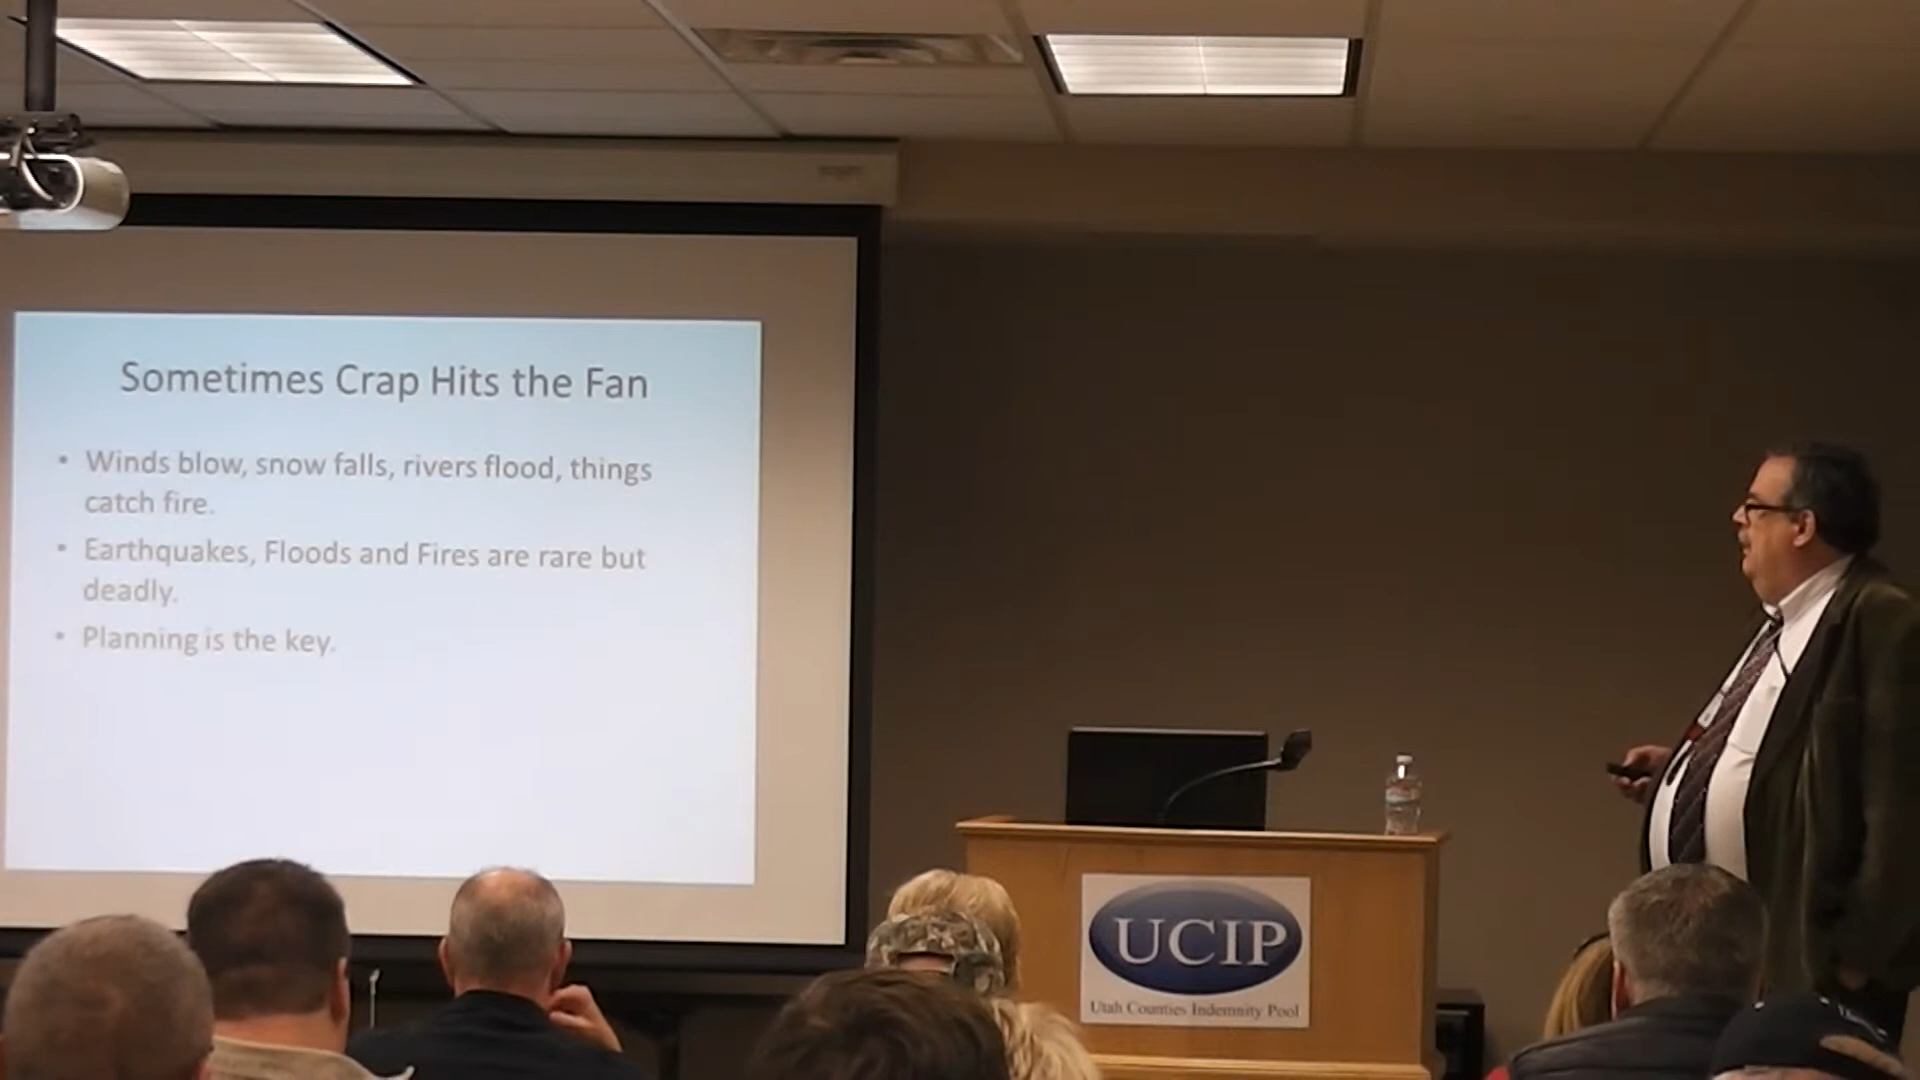 Sometimes Crap Hits the Fan
• Winds blow, snow falls, rivers flood, things
catch fire.
• Earthquakes, Floods and Fires are rare but
deadly.
• Planning is the key.
UCIP
Utah Counties Indemnity Pool